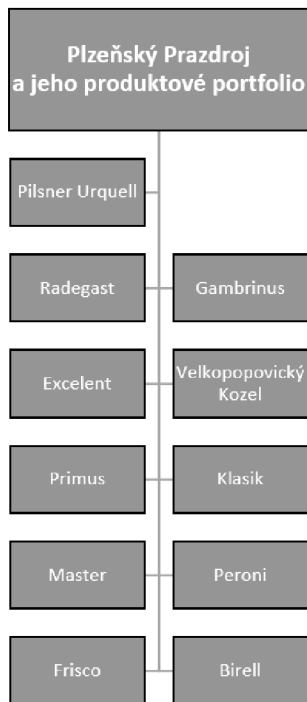 Plzeňský Prazdroj
a jeho produktové portfolio
Pilsner Urquell
Radegast
Gambrinus
Excelent
Velkopopovický
Kozel
Primus
Klasik
Master
Peroni
Frisco
Birell